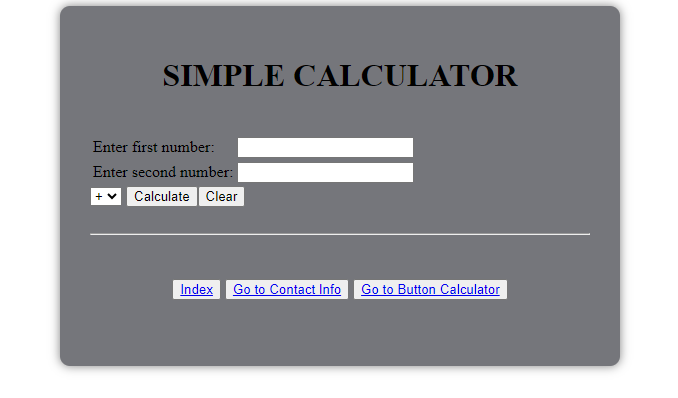 SIMPLE CALCULATOR
Enter first number:
Enter second number:
+ Calculate Clear
Index Go to Contact Info Go to Button Calculator